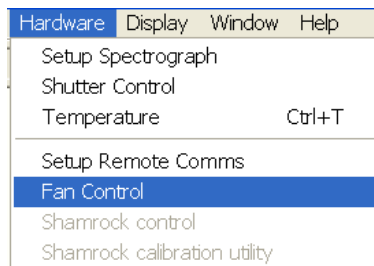 Hardware Display Window Help
Setup Spectrograph
Shutter Control
Temperature Ctrl+T
Setup Remote Comms
Fan Control
Shamrock control
Shamrock calibration utility